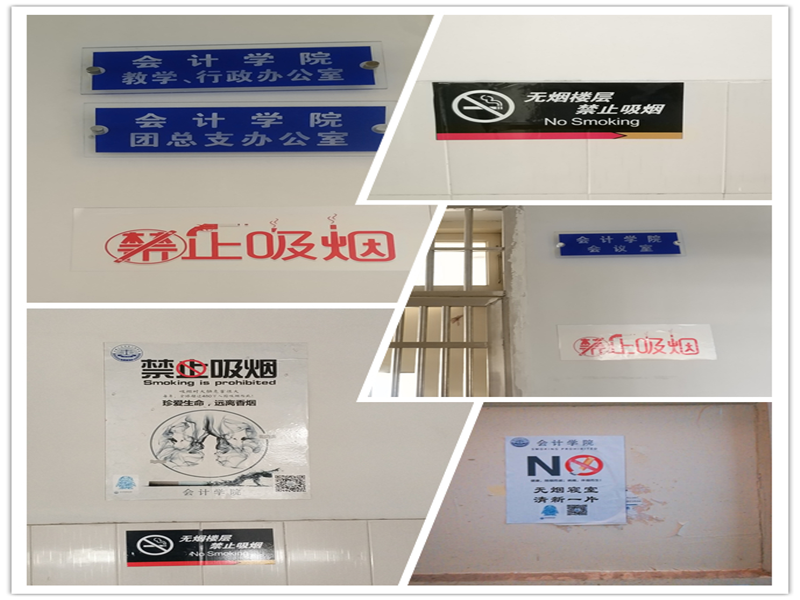 会计学院
教学、行政办公室
会计学院
团总支办公室
禁止吸烟
无烟楼层
禁止吸烟
No Smoking
会计学院
会议室
禁止吸烟
禁止吸烟
Smoking is prohibited
珍爱生命，远离香烟
会计学院
无烟楼层
禁止吸烟
No Smoking
会计学院
SMOKING PROHIBITED
NO
无烟寝室
清新一片